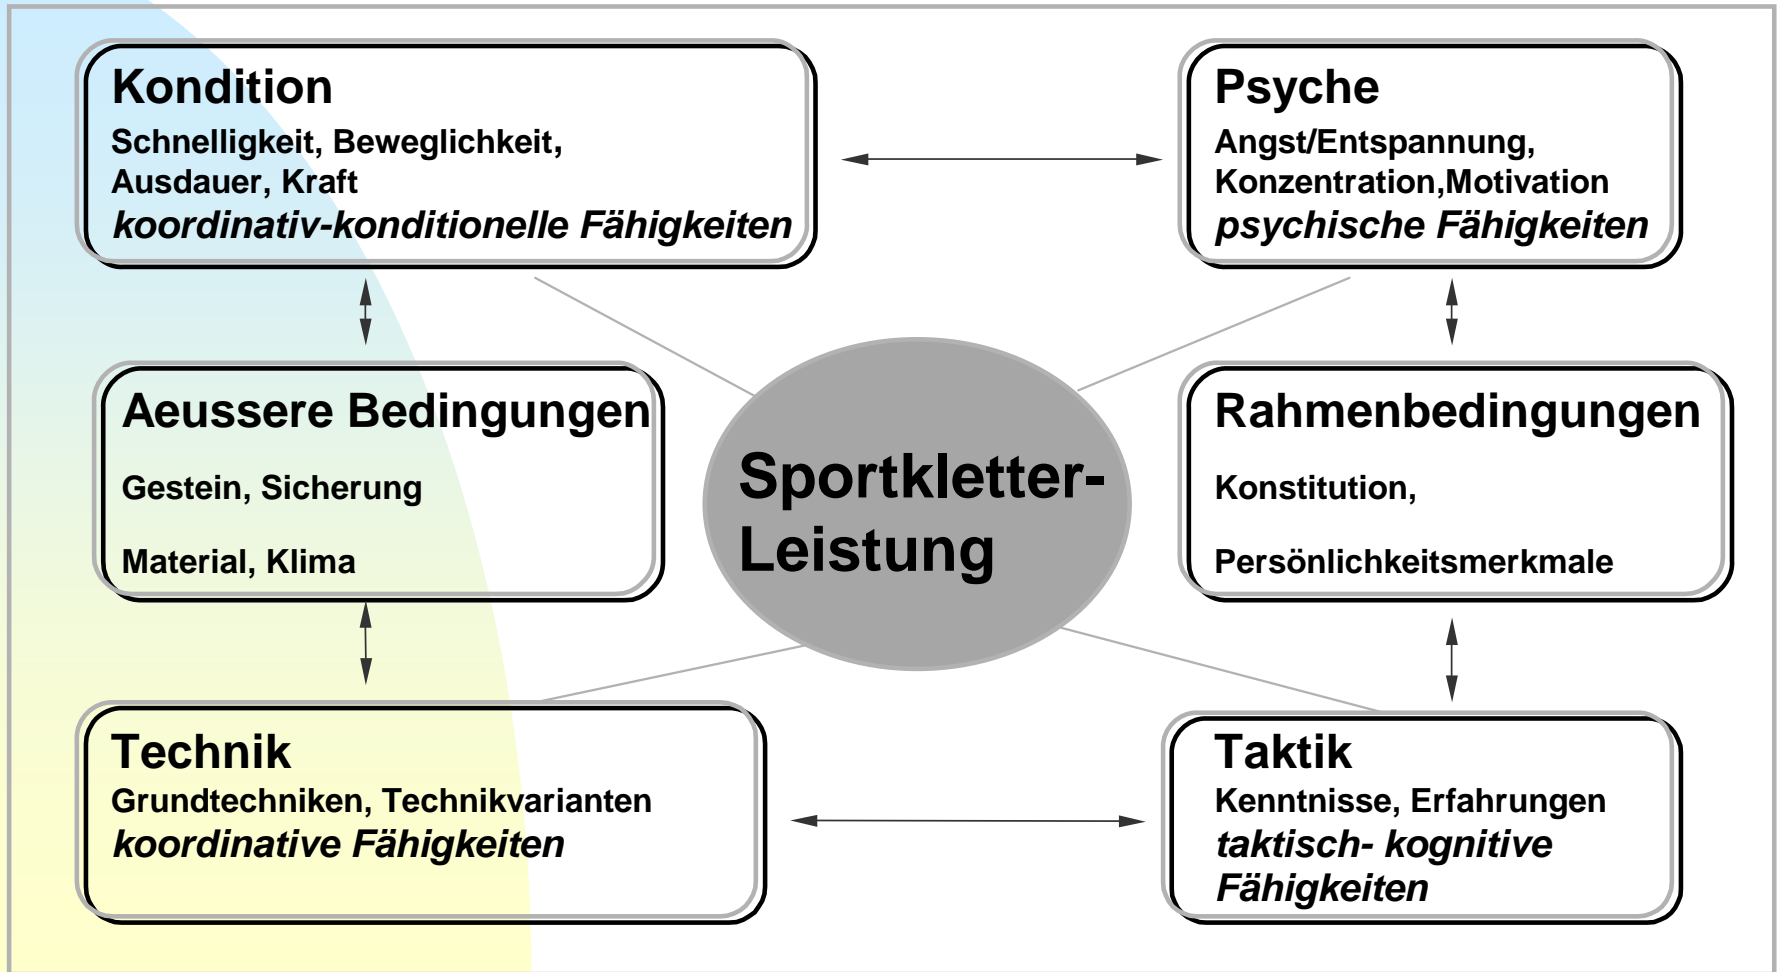 Kondition
Schnelligkeit, Beweglichkeit,
Ausdauer, Kraft
koordinativ-konditionelle Fähigkeiten
Psyche
Angst/Entspannung,
Konzentration,Motivation
psychische Fähigkeiten
Aeussere Bedingungen
Gestein, Sicherung
Material, Klima
Sportkletter-
Leistung
Rahmenbedingungen
Konstitution,
Persönlichkeitsmerkmale
Technik
Grundtechniken, Technikvarianten
koordinative Fähigkeiten
Taktik
Kenntnisse, Erfahrungen
taktisch- kognitive
Fähigkeiten